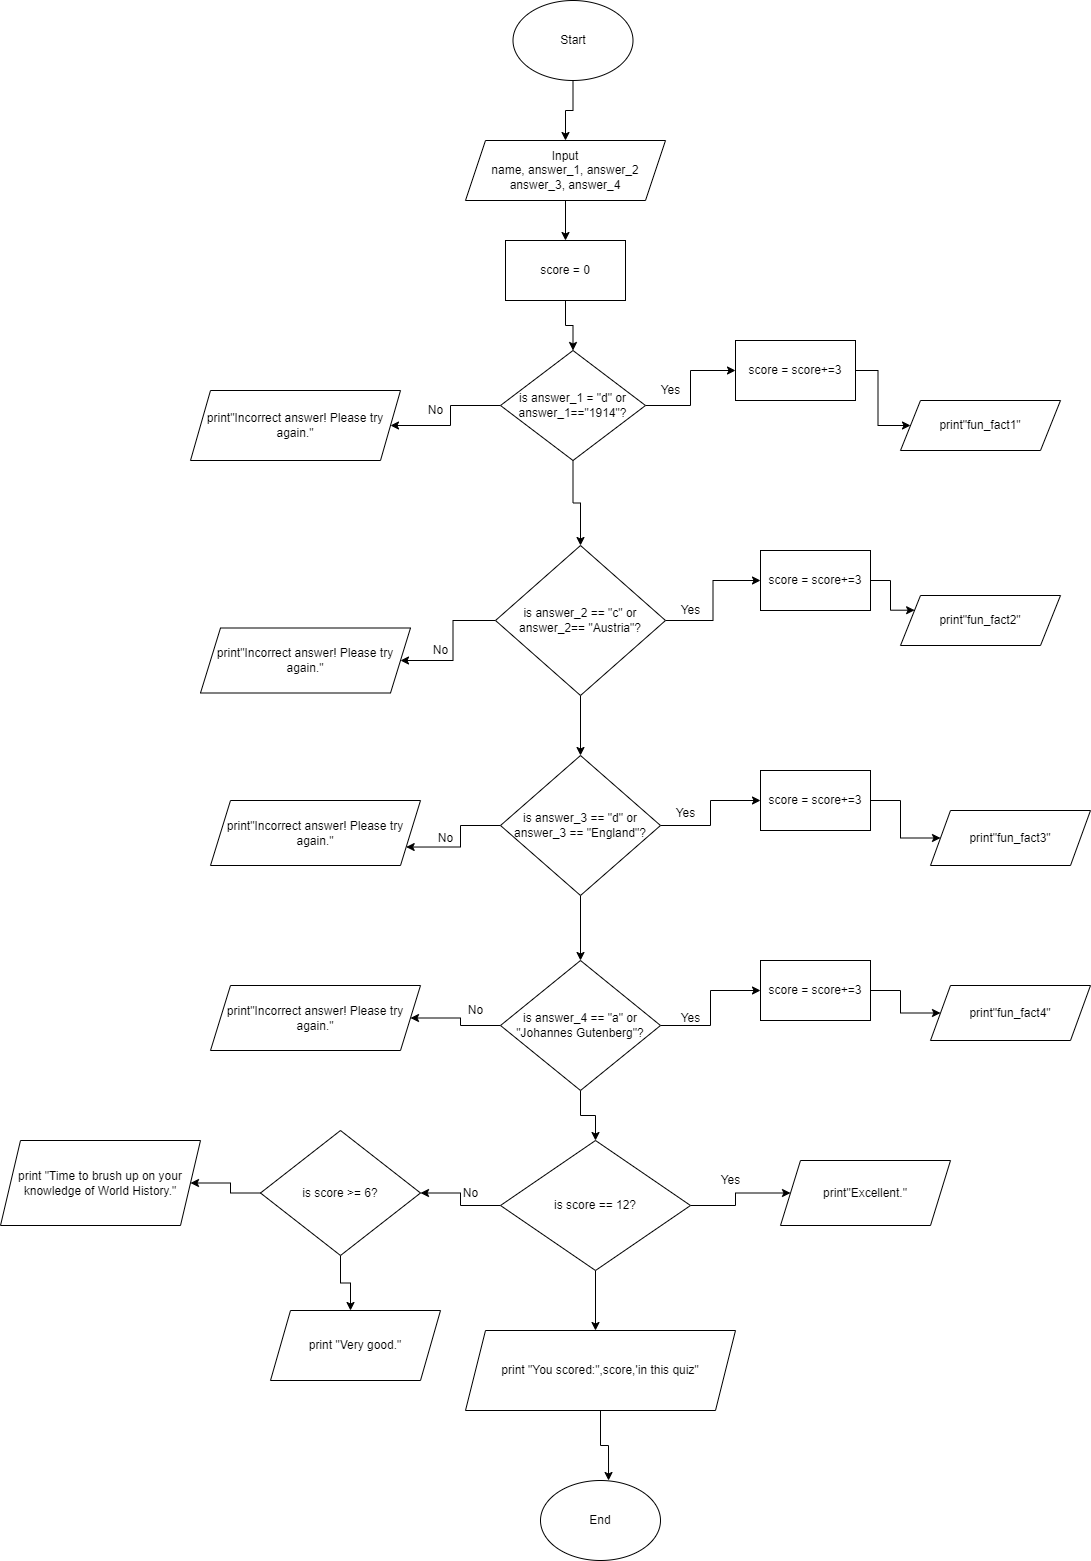 Start
Input
name, answer_1, answer_2
answer_3, answer_4
score = 0
is answer_1 = "d" or
answer_1=="1914"?
No
print"Incorrect answer! Please try
again."
Yes
score = score+=3
print"fun_fact1"
is answer_2 == "c" or
answer_2== "Austria"?
No
print"Incorrect answer! Please try
again."
Yes
score = score+=3
print"fun_fact2"
is answer_3 == "d" or
answer_3 == "England"?
No
print"Incorrect answer! Please try
again."
Yes
score = score+=3
print"fun_fact3"
is answer_4 == "a" or
"Johannes Gutenberg"?
No
print"Incorrect answer! Please try
again."
Yes
score = score+=3
print"fun_fact4"
is score == 12?
Yes
print"Excellent."
No
is score >= 6?
print "Time to brush up on your
knowledge of World History."
print "Very good."
print "You scored:",score,'in this quiz"
End